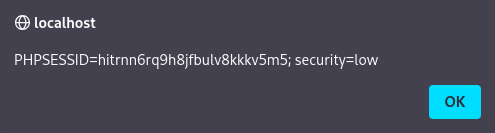 localhost
PHPSESSID=hitrnn6rq9h8jfbulv8kkkv5m5; security=low
OK